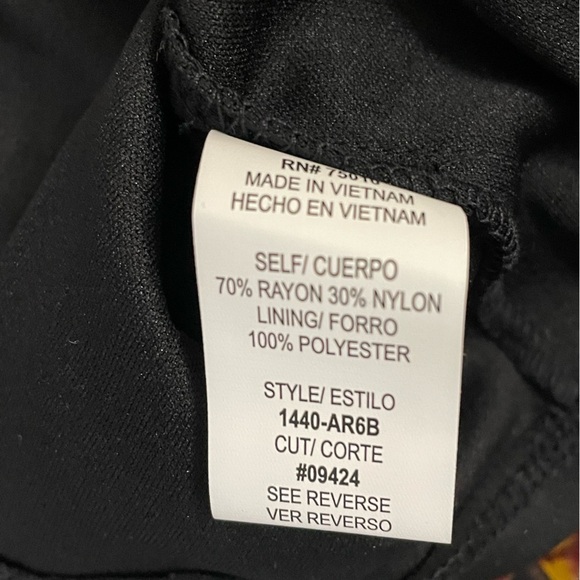 RN#
MADE IN VIETNAM
HECHO EN VIETNAM
SELF/ CUERPO
70% RAYON 30% NYLON
LINING/ FORRO
100% POLYESTER
STYLE/ ESTILO
1440-AR6B
CUT/ CORTE
#09424
SEE REVERSE
VER REVERSO